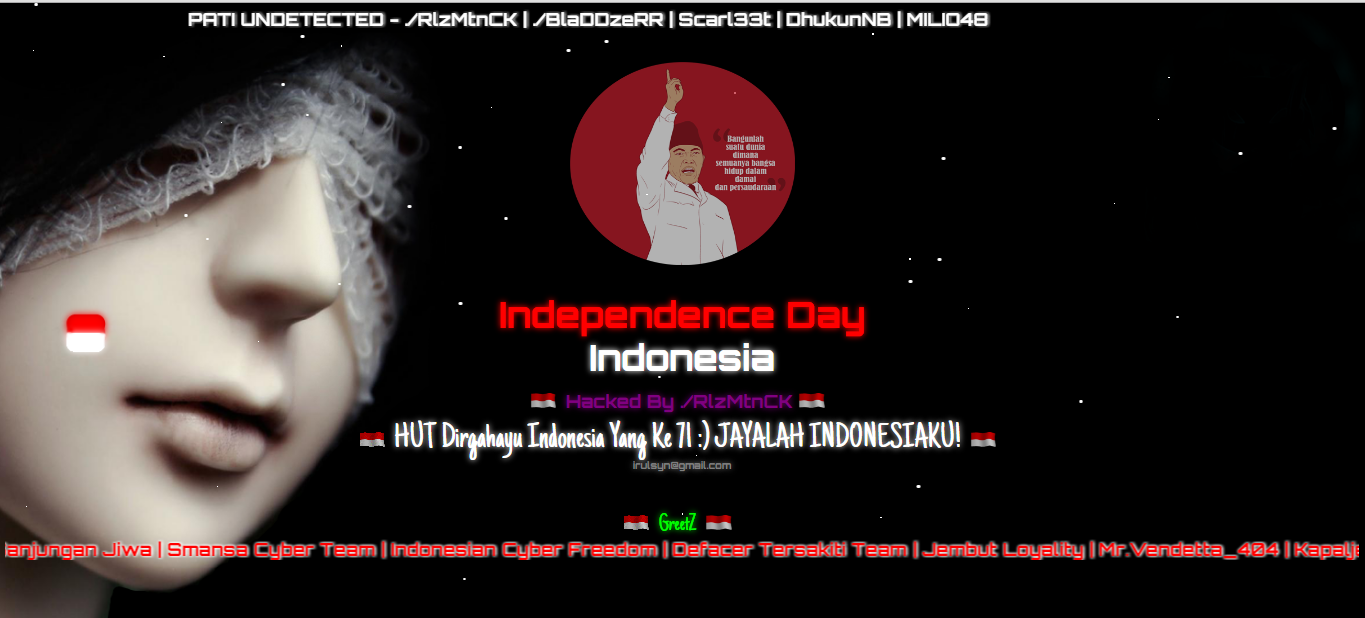 PATI UNDETECTED - ./RlzMtnCK | ./BlaDDzeRR | Scarl33t | DhukunNB | MILIO48
Bangunlah
suatu dunia
dimana
semuanya bangsa
hidup dalam
damai
dan persaudaraan
Independence Day
Indonesia
Hacked By ./RlzMtnCK
HUT Dirgahayu Indonesia Yang Ke 71 :) JAYALAH INDONESIAKU!
irulsyn@gmail.com
GreetZ
anjungan Jiwa | Smansa Cyber Team | Indonesian Cyber Freedom | Defacer Tersakiti Team | Jembut Loyality | Mr.Vendetta_404 | Kapalja